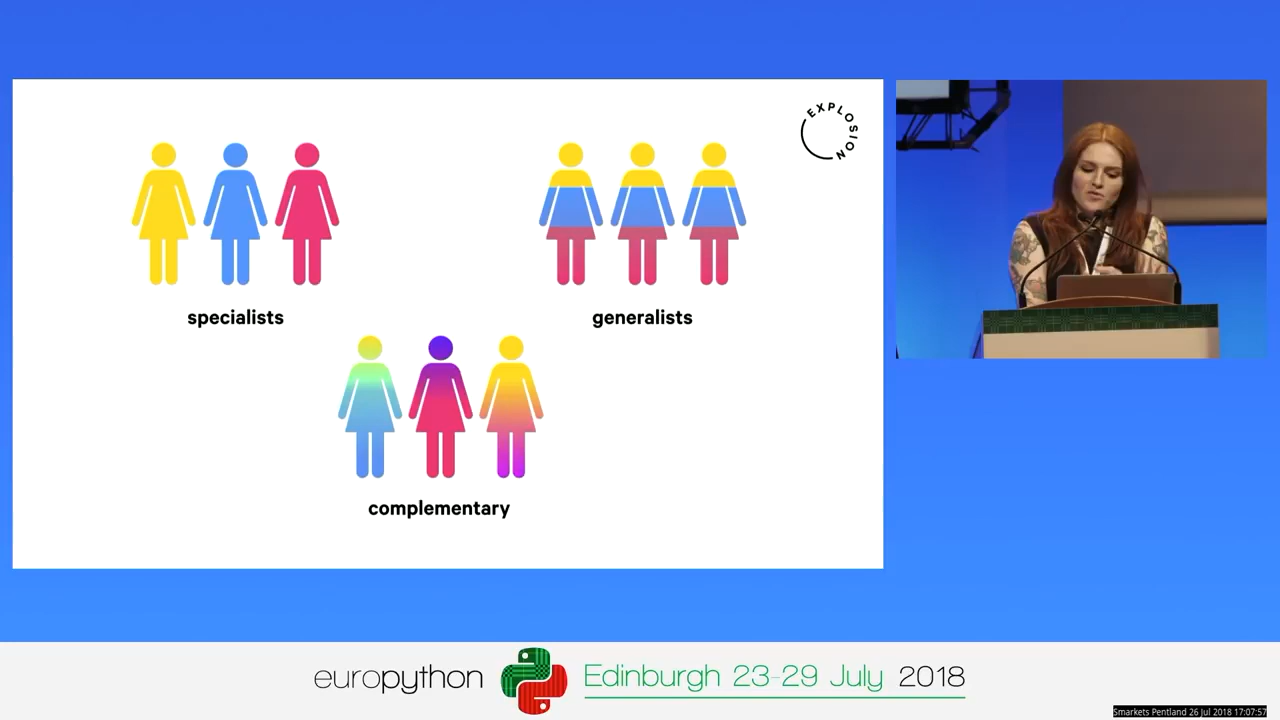 EXPLOSION
specialists
generalists
complementary
europython
Edinburgh 23-29 July 2018
Smarkets Pentland 26 Jul 2018 17:07:57